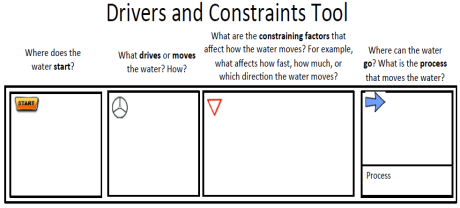 Drivers and Constraints Tool
Where does the
water start?
What drives or moves
the water? How?
What are the constraining factors that
affect how the water moves? For example,
what affects how fast, how much, or
which direction the water moves?
Where can the water
go? What is the process
that moves the water?
START
Process